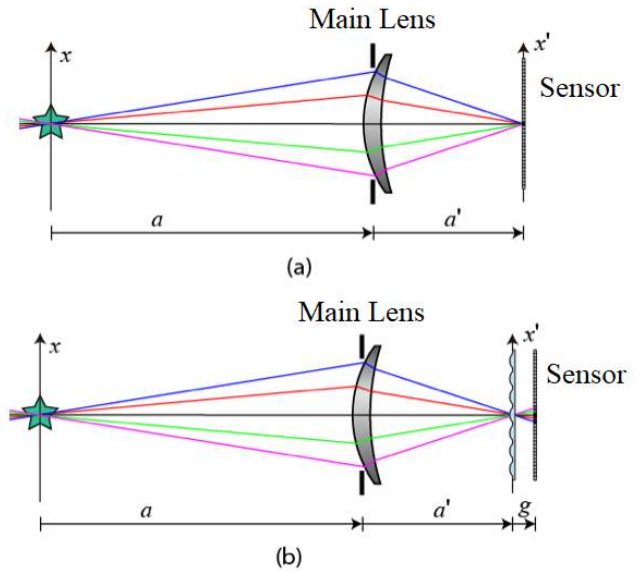 Main Lens
x
x'
Sensor
a
a'
(a)
Main Lens
x
x'
Sensor
a
a'
g
(b)